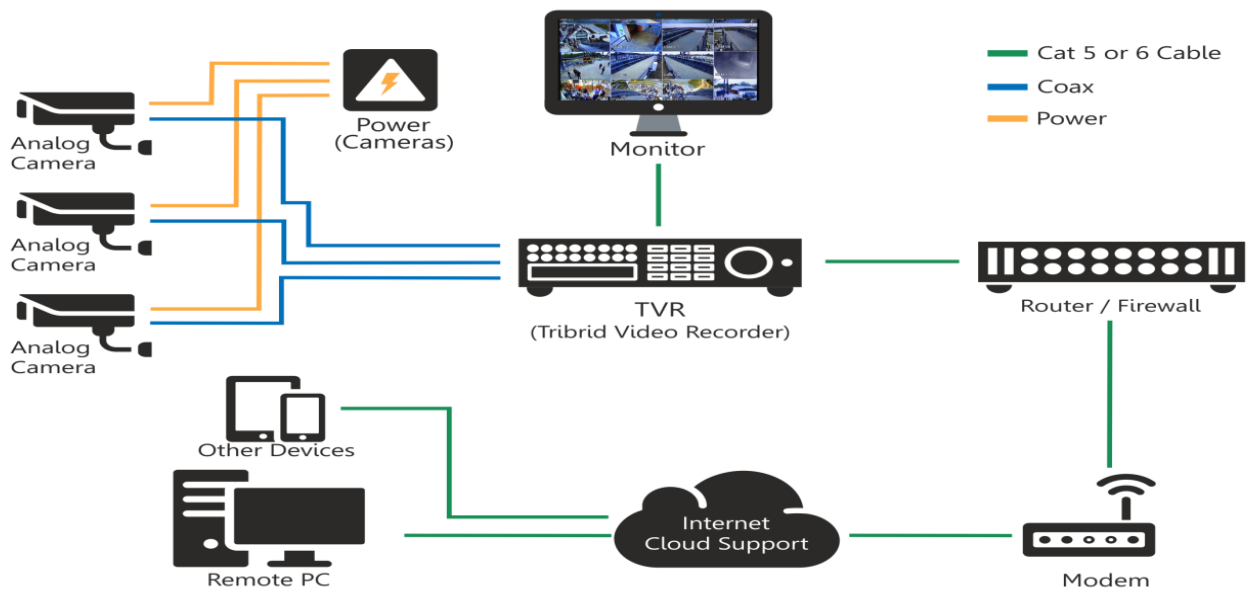 Cat 5 or 6 Cable
Coax
Power
Power
(Cameras)
Monitor
Analog
Camera
Analog
Camera
Analog
Camera
TVR
(Tribrid Video Recorder)
Router / Firewall
Other Devices
Internet
Cloud Support
Remote PC
Modem